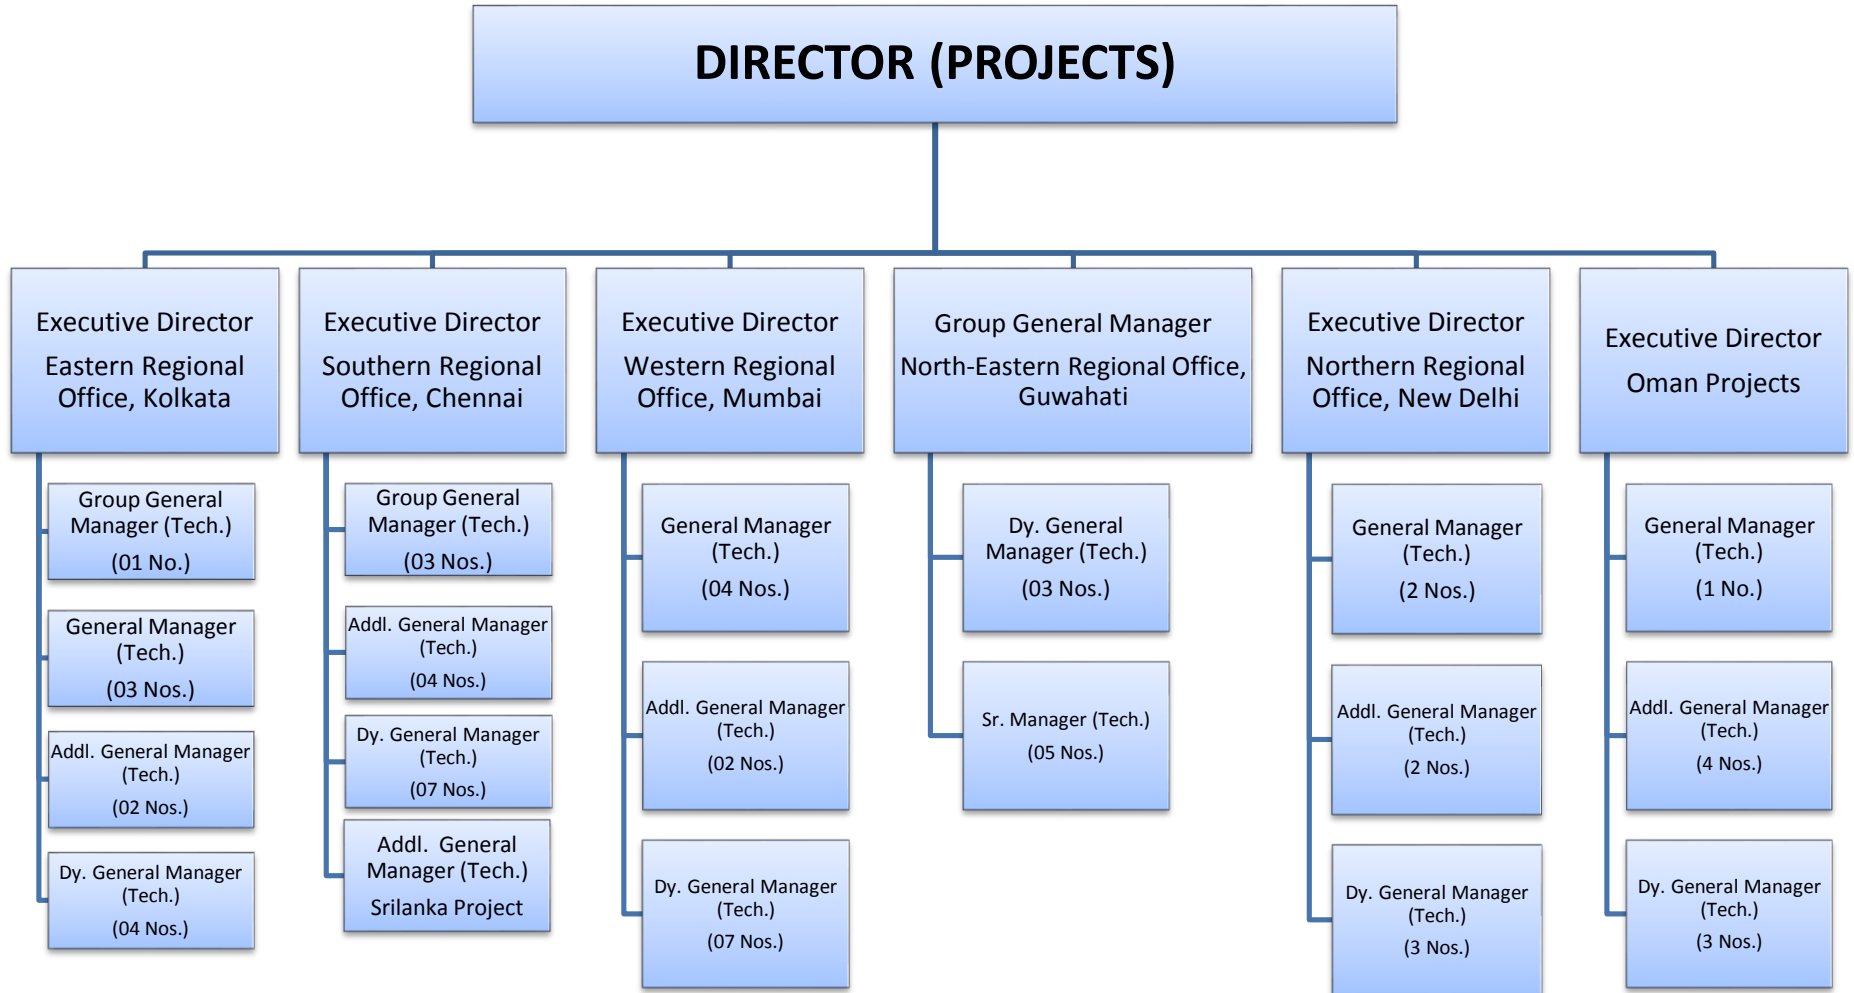 DIRECTOR (PROJECTS)
Executive Director
Eastern Regional
Office, Kolkata
Group General
Manager (Tech.)
(01 No.)
General Manager
(Tech.)
(03 Nos.)
Addl. General Manager
(Tech.)
(02 Nos.)
Dy. General Manager
(Tech.)
(04 Nos.)
Executive Director
Southern Regional
Office, Chennai
Group General
Manager (Tech.)
(03 Nos.)
Addl. General Manager
(Tech.)
(04 Nos.)
Dy. General Manager
(Tech.)
(07 Nos.)
Addl. General
Manager (Tech.)
Srilanka Project
Executive Director
Western Regional
Office, Mumbai
General Manager
(Tech.)
(04 Nos.)
Addl. General Manager
(Tech.)
(02 Nos.)
Dy. General Manager
(Tech.)
(07 Nos.)
Group General Manager
North-Eastern Regional Office,
Guwahati
Dy. General
Manager (Tech.)
(03 Nos.)
Sr. Manager (Tech.)
(05 Nos.)
Executive Director
Northern Regional
Office, New Delhi
General Manager
(Tech.)
(2 Nos.)
Addl. General Manager
(Tech.)
(2 Nos.)
Dy. General Manager
(Tech.)
(3 Nos.)
Executive Director
Oman Projects
General Manager
(Tech.)
(1 No.)
Addl. General Manager
(Tech.)
(4 Nos.)
Dy. General Manager
(Tech.)
(3 Nos.)